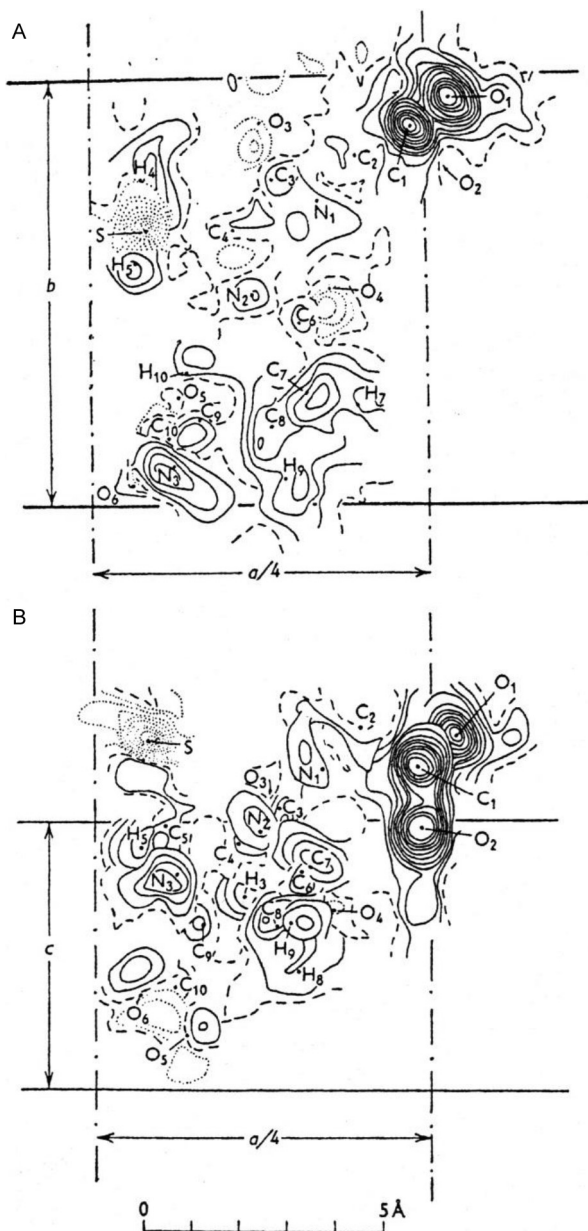 A
O₁
O₃
C₂
C₁
H₄
C₃
O₂
N₁
S
C₄
H₅
b
N₂
O₄
C₆
H₁₀
C₇
O₅
H₇
C₉
C₈
C₁₀
N₃
H₉
O₆
a/4
B
O₁
C₂
S
N₁
C₁
O₃
C₃
N₂
O₂
H₅
C₅
C₄
C₇
N₃
H₃
C₆
C₈
O₄
c
C₉
H₉
H₈
C₁₀
O₆
O₅
a/4
0 5 Å